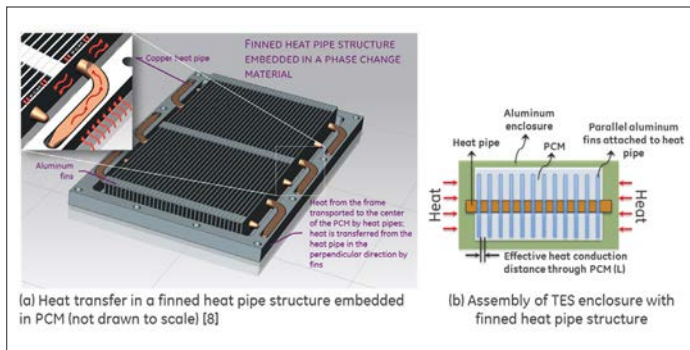 FINNED HEAT PIPE STRUCTURE
EMBEDDED IN A PHASE CHANGE
MATERIAL
Copper heat pipe
Aluminum
fins
Heat from the frame
transported to the center
of the PCM by heat pipes;
heat is transferred from the
heat pipe in the
perpendicular direction by
fins
(a) Heat transfer in a finned heat pipe structure embedded
in PCM (not drawn to scale) [8]
Aluminum
enclosure
Heat pipe
PCM
Parallel aluminum
fins attached to heat
pipe
Heat
Heat
Effective heat conduction
distance through PCM (L)
(b) Assembly of TES enclosure with
finned heat pipe structure